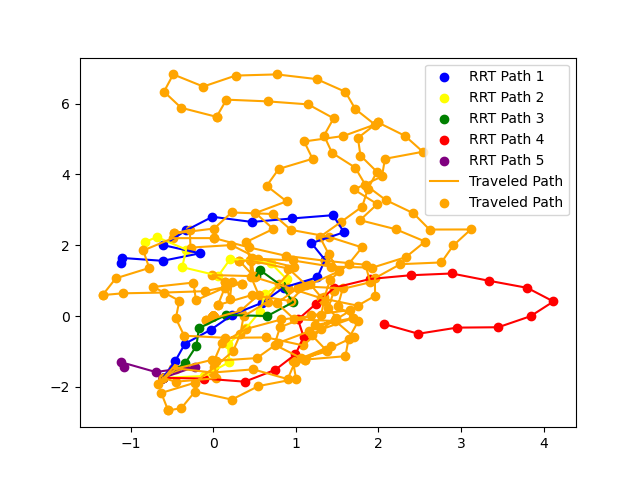 6
4
2
0
−2
−1
0
1
2
3
4
RRT Path 1
RRT Path 2
RRT Path 3
RRT Path 4
RRT Path 5
Traveled Path
Traveled Path